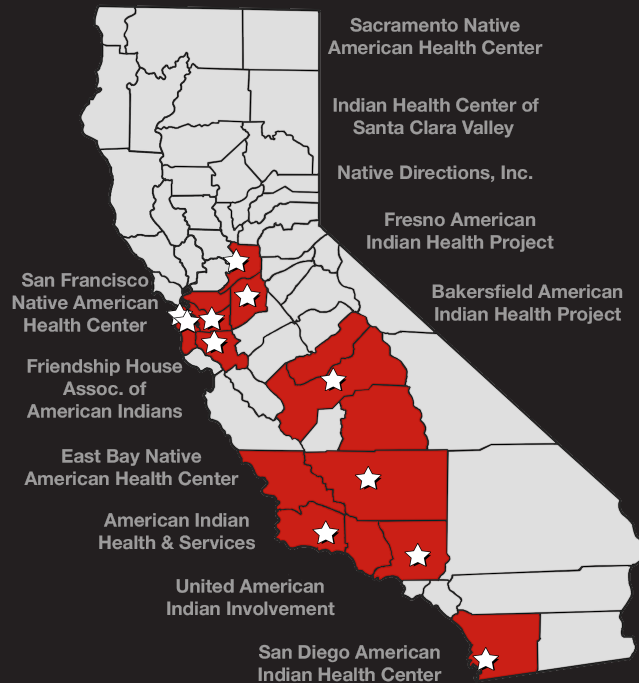 Sacramento Native
American Health Center
Indian Health Center of
Santa Clara Valley
Native Directions, Inc.
Fresno American
Indian Health Project
Bakersfield American
Indian Health Project
San Francisco
Native American
Health Center
Friendship House
Assoc. of
American Indians
East Bay Native
American Health Center
American Indian
Health & Services
United American
Indian Involvement
San Diego American
Indian Health Center